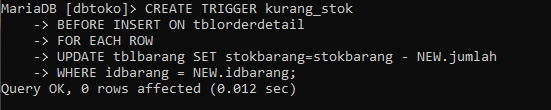 MariaDB [dbtoko]> CREATE TRIGGER kurang_stok
    -> BEFORE INSERT ON tblorderdetail
    -> FOR EACH ROW
    -> UPDATE tblbarang SET stokbarang=stokbarang - NEW.jumlah
    -> WHERE idbarang = NEW.idbarang;
Query OK, 0 rows affected (0.012 sec)